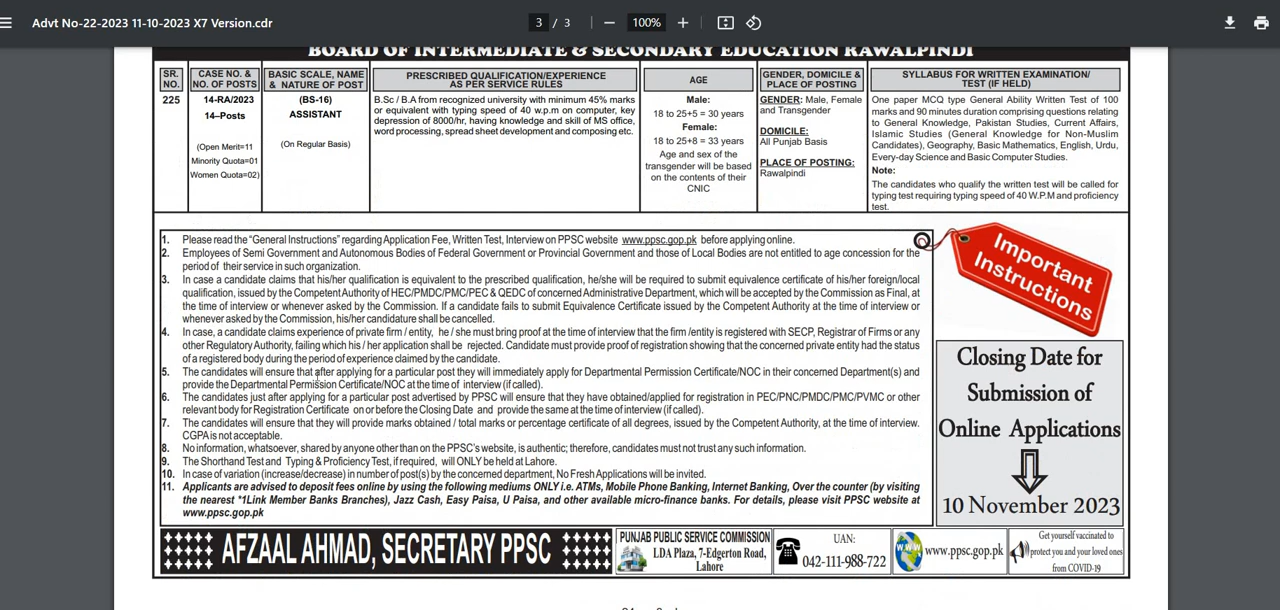 Advt No-22-2023 11-10-2023 X7 Version.cdr
3 / 3
100%
BOARD OF INTERMEDIATE & SECONDARY EDUCATION RAWALPINDI
SR. NO.
CASE NO. & NO. OF POSTS
BASIC SCALE, NAME & NATURE OF POST
PRESCRIBED QUALIFICATION/EXPERIENCE
AS PER SERVICE RULES
AGE
GENDER, DOMICILE & PLACE OF POSTING
SYLLABUS FOR WRITTEN EXAMINATION/
TEST (IF HELD)
225
14-RA/2023
14–Posts
(Open Merit=11
Minority Quota=01
Women Quota=02)
(BS-16)
ASSISTANT
(On Regular Basis)
B.Sc / B.A from recognized university with minimum 45% marks
or equivalent with typing speed of 40 w.p.m on computer, key
depression of 8000/hr, having knowledge and skill of MS office,
word processing, spread sheet development and composing etc.
Male:
18 to 25+5 = 30 years
Female:
18 to 25+8 = 33 years
Age and sex of the
transgender will be based
on the contents of their
CNIC
GENDER: Male, Female
and Transgender
DOMICILE:
All Punjab Basis
PLACE OF POSTING:
Rawalpindi
One paper MCQ type General Ability Written Test of 100
marks and 90 minutes duration comprising questions relating
to General Knowledge, Pakistan Studies, Current Affairs,
Islamic Studies (General Knowledge for Non-Muslim
Candidates), Geography, Basic Mathematics, English, Urdu,
Every-day Science and Basic Computer Studies.
Note:
The candidates who qualify the written test will be called for
typing test requiring typing speed of 40 W.P.M and proficiency
test.
1. Please read the “General Instructions” regarding Application Fee, Written Test, Interview on PPSC website www.ppsc.gop.pk before applying online.
2. Employees of Semi Government and Autonomous Bodies of Federal Government or Provincial Government and those of Local Bodies are not entitled to age concession for the
period of their service in such organization.
3. In case a candidate claims that his/her qualification is equivalent to the prescribed qualification, he/she will be required to submit equivalence certificate of his/her foreign/local
qualification, issued by the Competent Authority of HEC/PMDC/PMC/PEC & QEDC of concerned Administrative Department, which will be accepted by the Commission as Final, at
the time of interview or whenever asked by the Commission. If a candidate fails to submit Equivalence Certificate issued by the Competent Authority at the time of interview or
whenever asked by the Commission, his/her candidature shall be cancelled.
4. In case, a candidate claims experience of private firm / entity, he / she must bring proof at the time of interview that the firm /entity is registered with SECP, Registrar of Firms or any
other Regulatory Authority, failing which his / her application shall be rejected. Candidate must provide proof of registration showing that the concerned private entity had the status
of a registered body during the period of experience claimed by the candidate.
5. The candidates will ensure that after applying for a particular post they will immediately apply for Departmental Permission Certificate/NOC in their concerned Department(s) and
provide the Departmental Permission Certificate/NOC at the time of interview (if called).
6. The candidates just after applying for a particular post advertised by PPSC will ensure that they have obtained/applied for registration in PEC/PNC/PMDC/PMC/PVMC or other
relevant body for Registration Certificate on or before the Closing Date and provide the same at the time of interview (if called).
7. The candidates will ensure that they will provide marks obtained / total marks or percentage certificate of all degrees, issued by the Competent Authority, at the time of interview.
CGPA is not acceptable.
8. No information, whatsoever, shared by anyone other than on the PPSC's website, is authentic; therefore, candidates must not trust any such information.
9. The Shorthand Test and Typing & Proficiency Test, if required, will ONLY be held at Lahore.
10. In case of variation (increase/decrease) in number of post(s) by the concerned department, No Fresh Applications will be invited.
11. Applicants are advised to deposit fees online by using the following mediums ONLY i.e. ATMs, Mobile Phone Banking, Internet Banking, Over the counter (by visiting
the nearest *1Link Member Banks Branches), Jazz Cash, Easy Paisa, U Paisa, and other available micro-finance banks. For details, please visit PPSC website at
www.ppsc.gop.pk
Important
Instructions
Closing Date for
Submission of
Online Applications
10 November 2023
AFZAAL AHMAD, SECRETARY PPSC
PUNJAB PUBLIC SERVICE COMMISSION
LDA Plaza, 7-Edgerton Road,
Lahore
UAN:
042-111-988-722
WWW
www.ppsc.gop.pk
Get yourself vaccinated to
protect you and your loved ones
from COVID-19